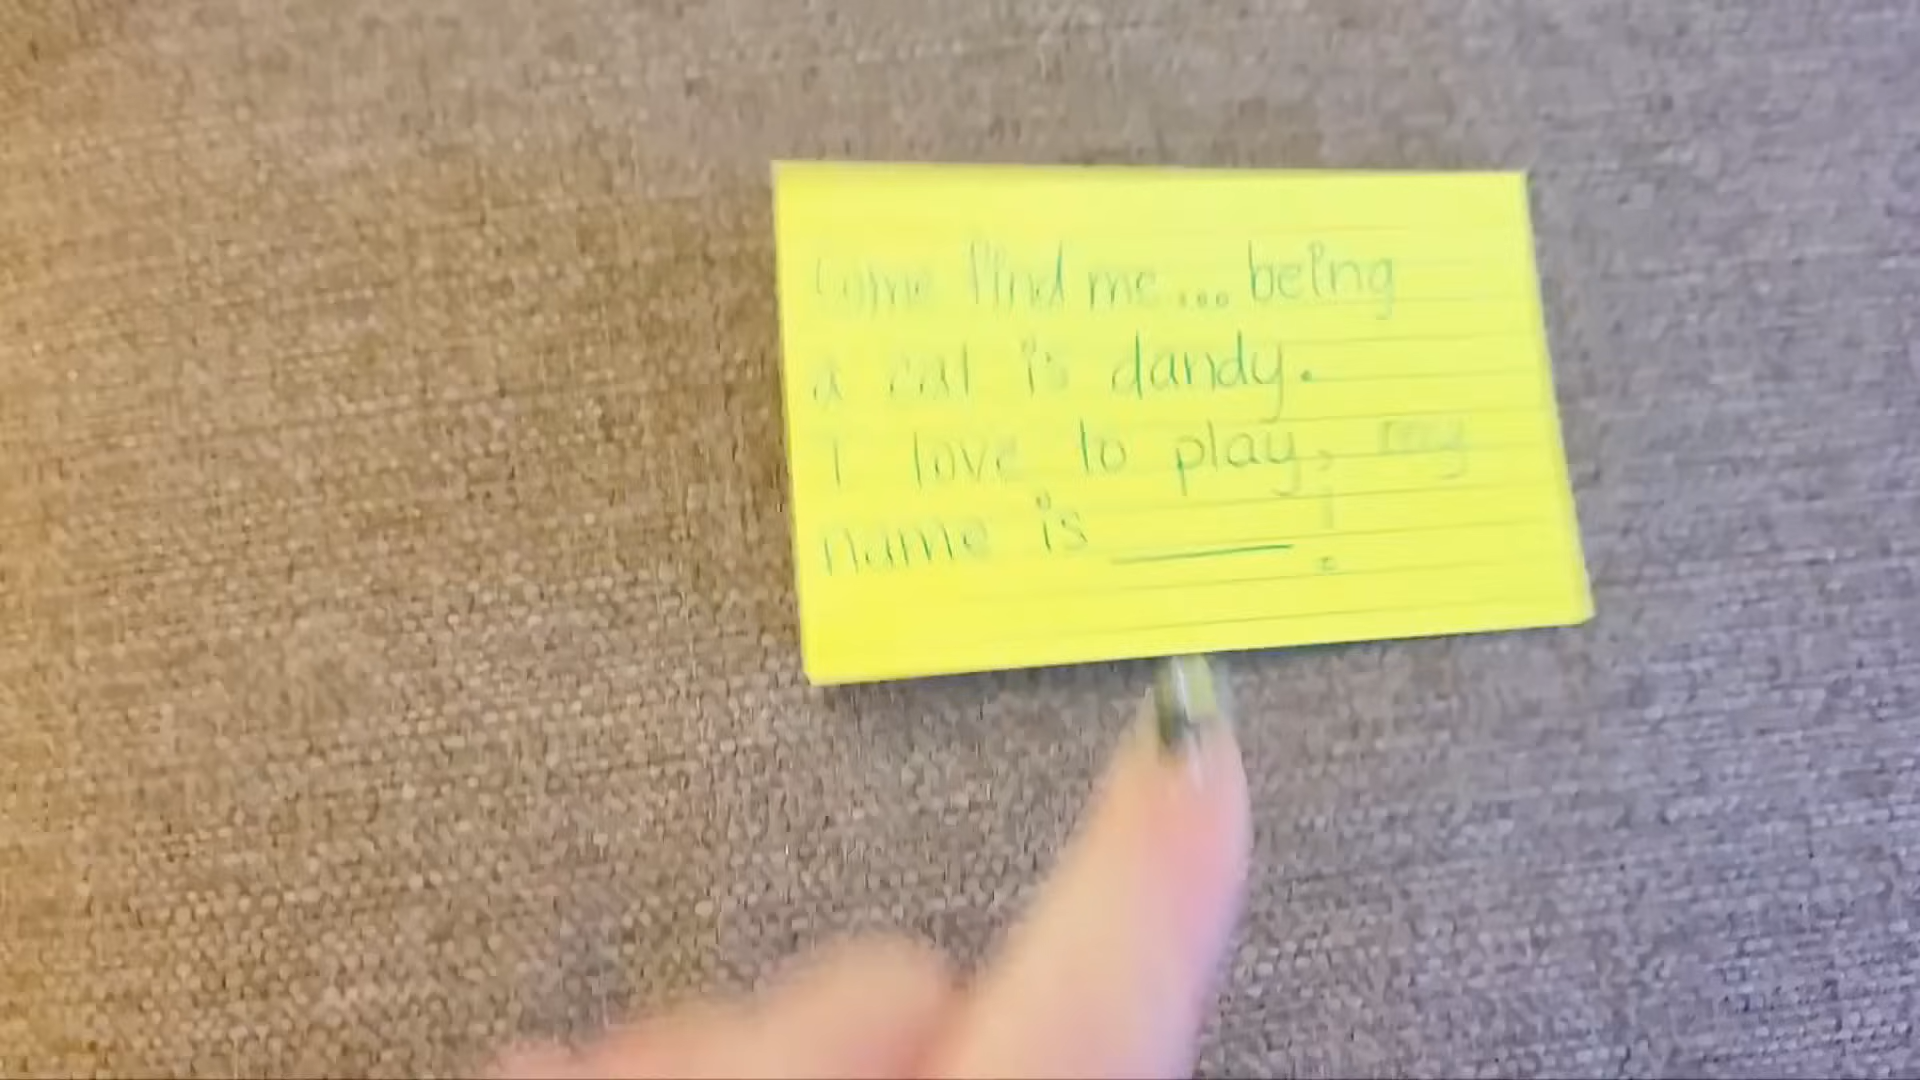 Come find me... being
a cat is dandy.
I love to play, my
name is ______!